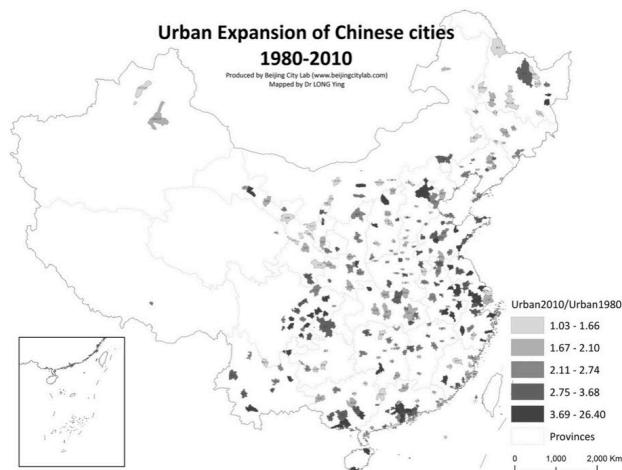 Urban Expansion of Chinese cities
1980-2010
Produced by Beijing City Lab (www.beijingcitylab.com)
Mapped by Dr LONG Ying
Urban2010/Urban1980
1.03 - 1.66
1.67 - 2.10
2.11 - 2.74
2.75 - 3.68
3.69 - 26.40
Provinces
0 1,000 2,000 Km